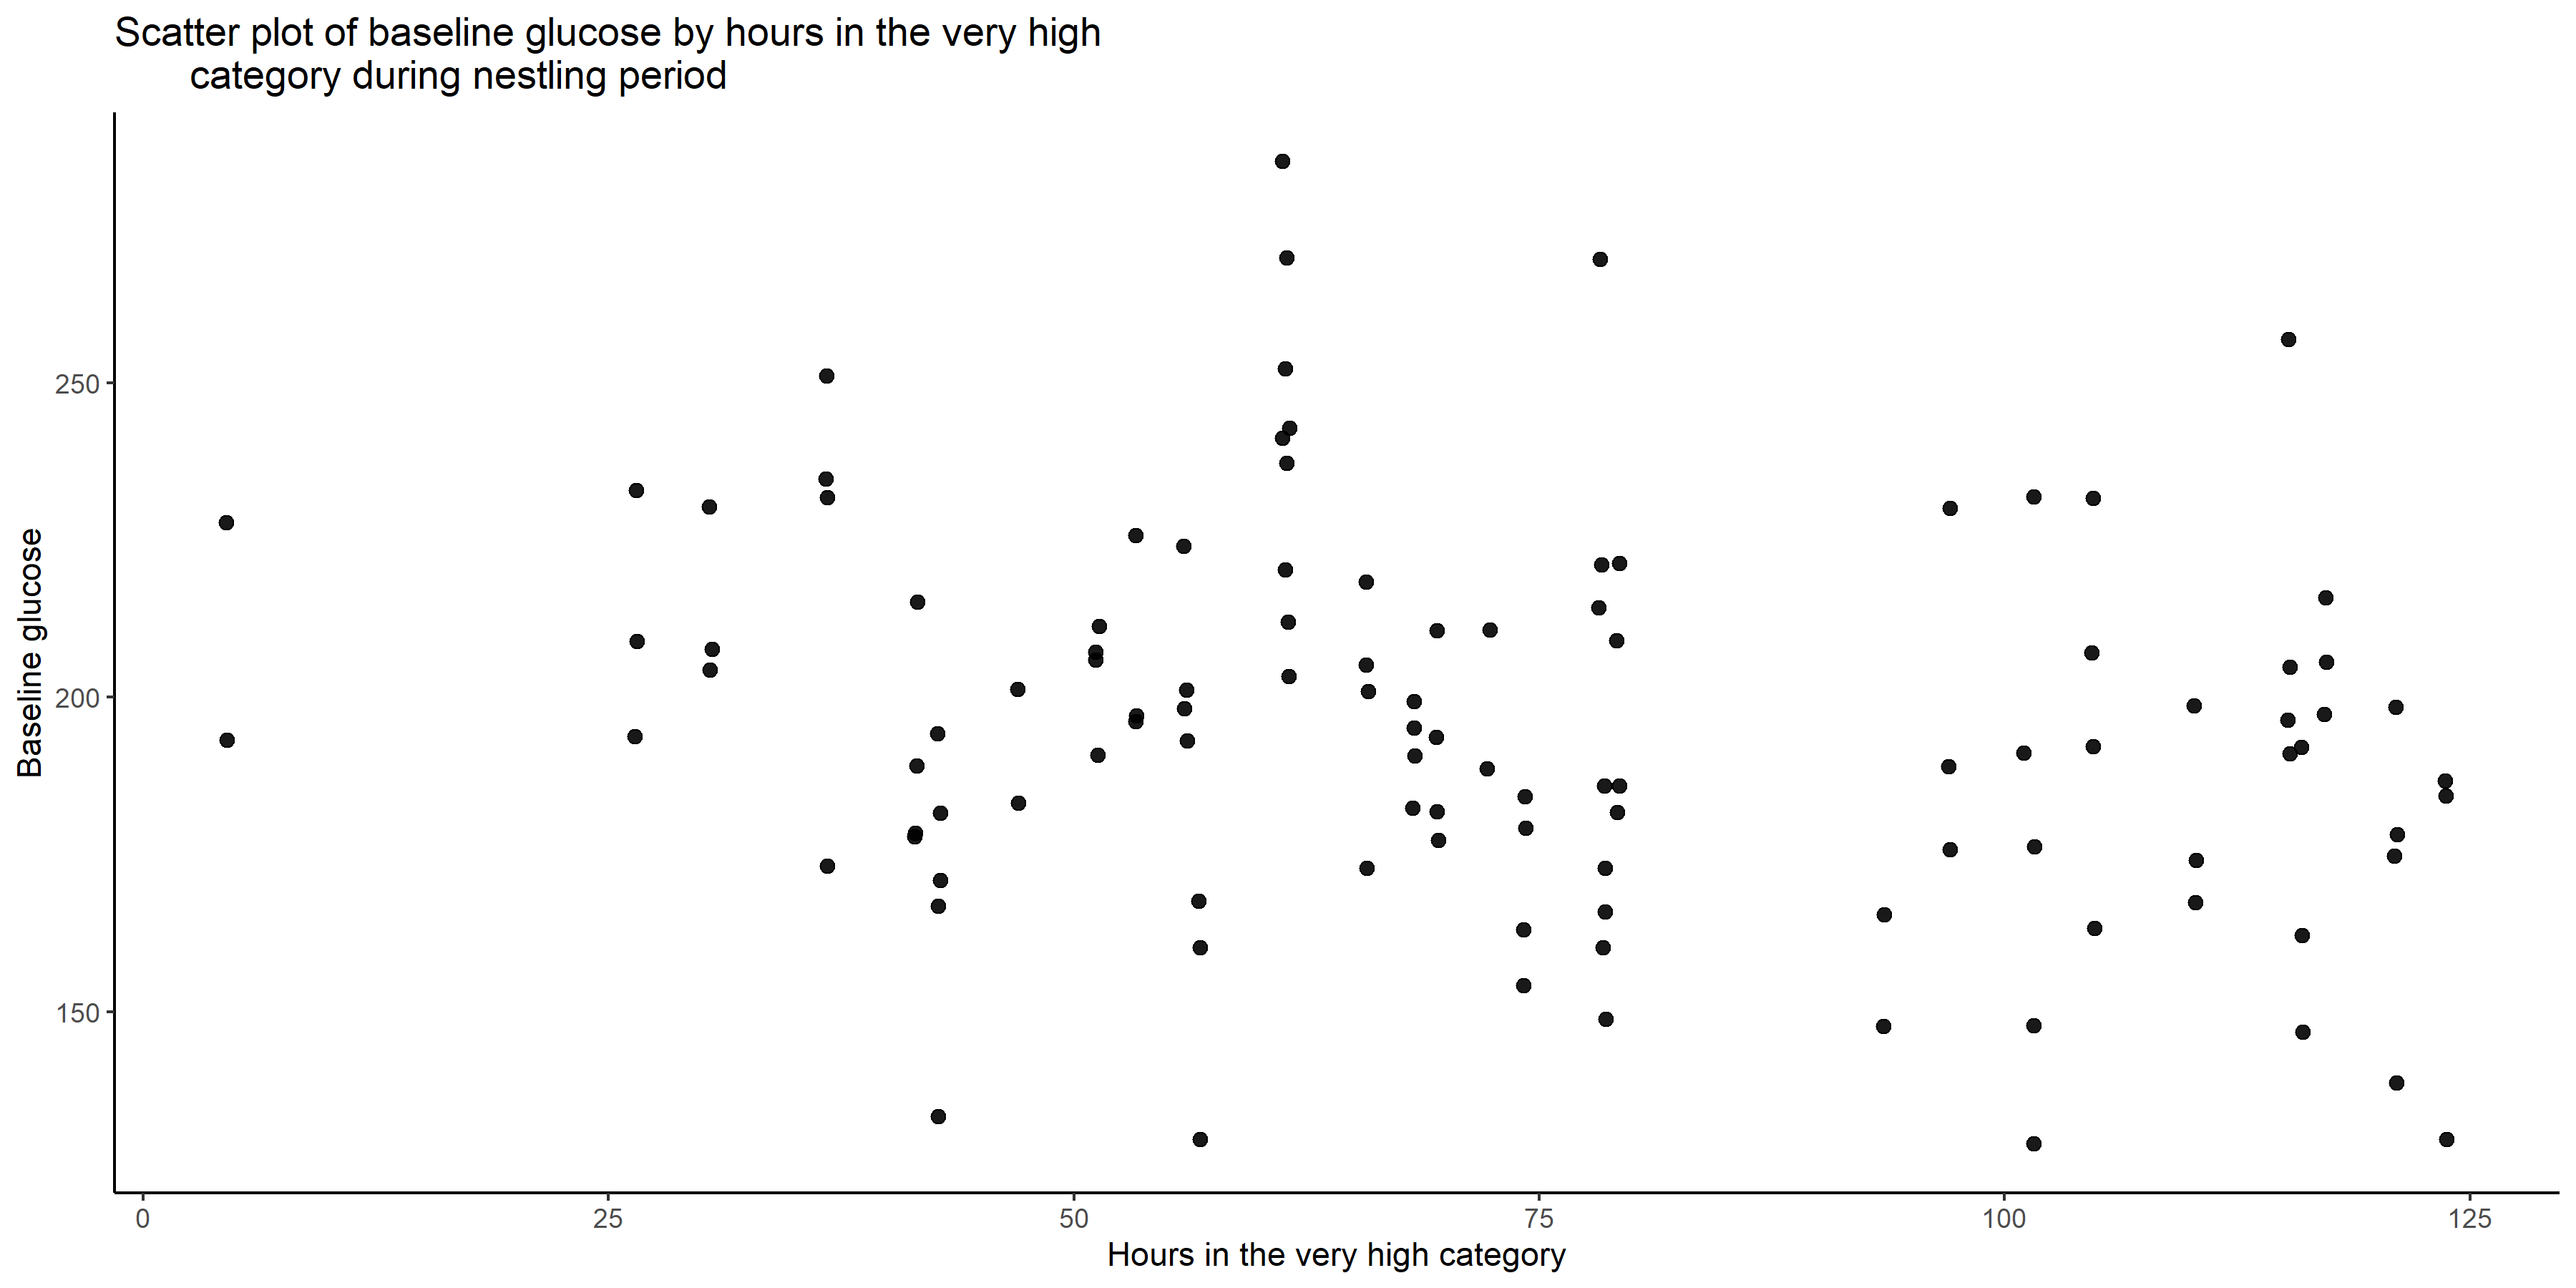 Scatter plot of baseline glucose by hours in the very high
category during nestling period
Baseline glucose
250
200
150
0 25 50 75 100 125
Hours in the very high category